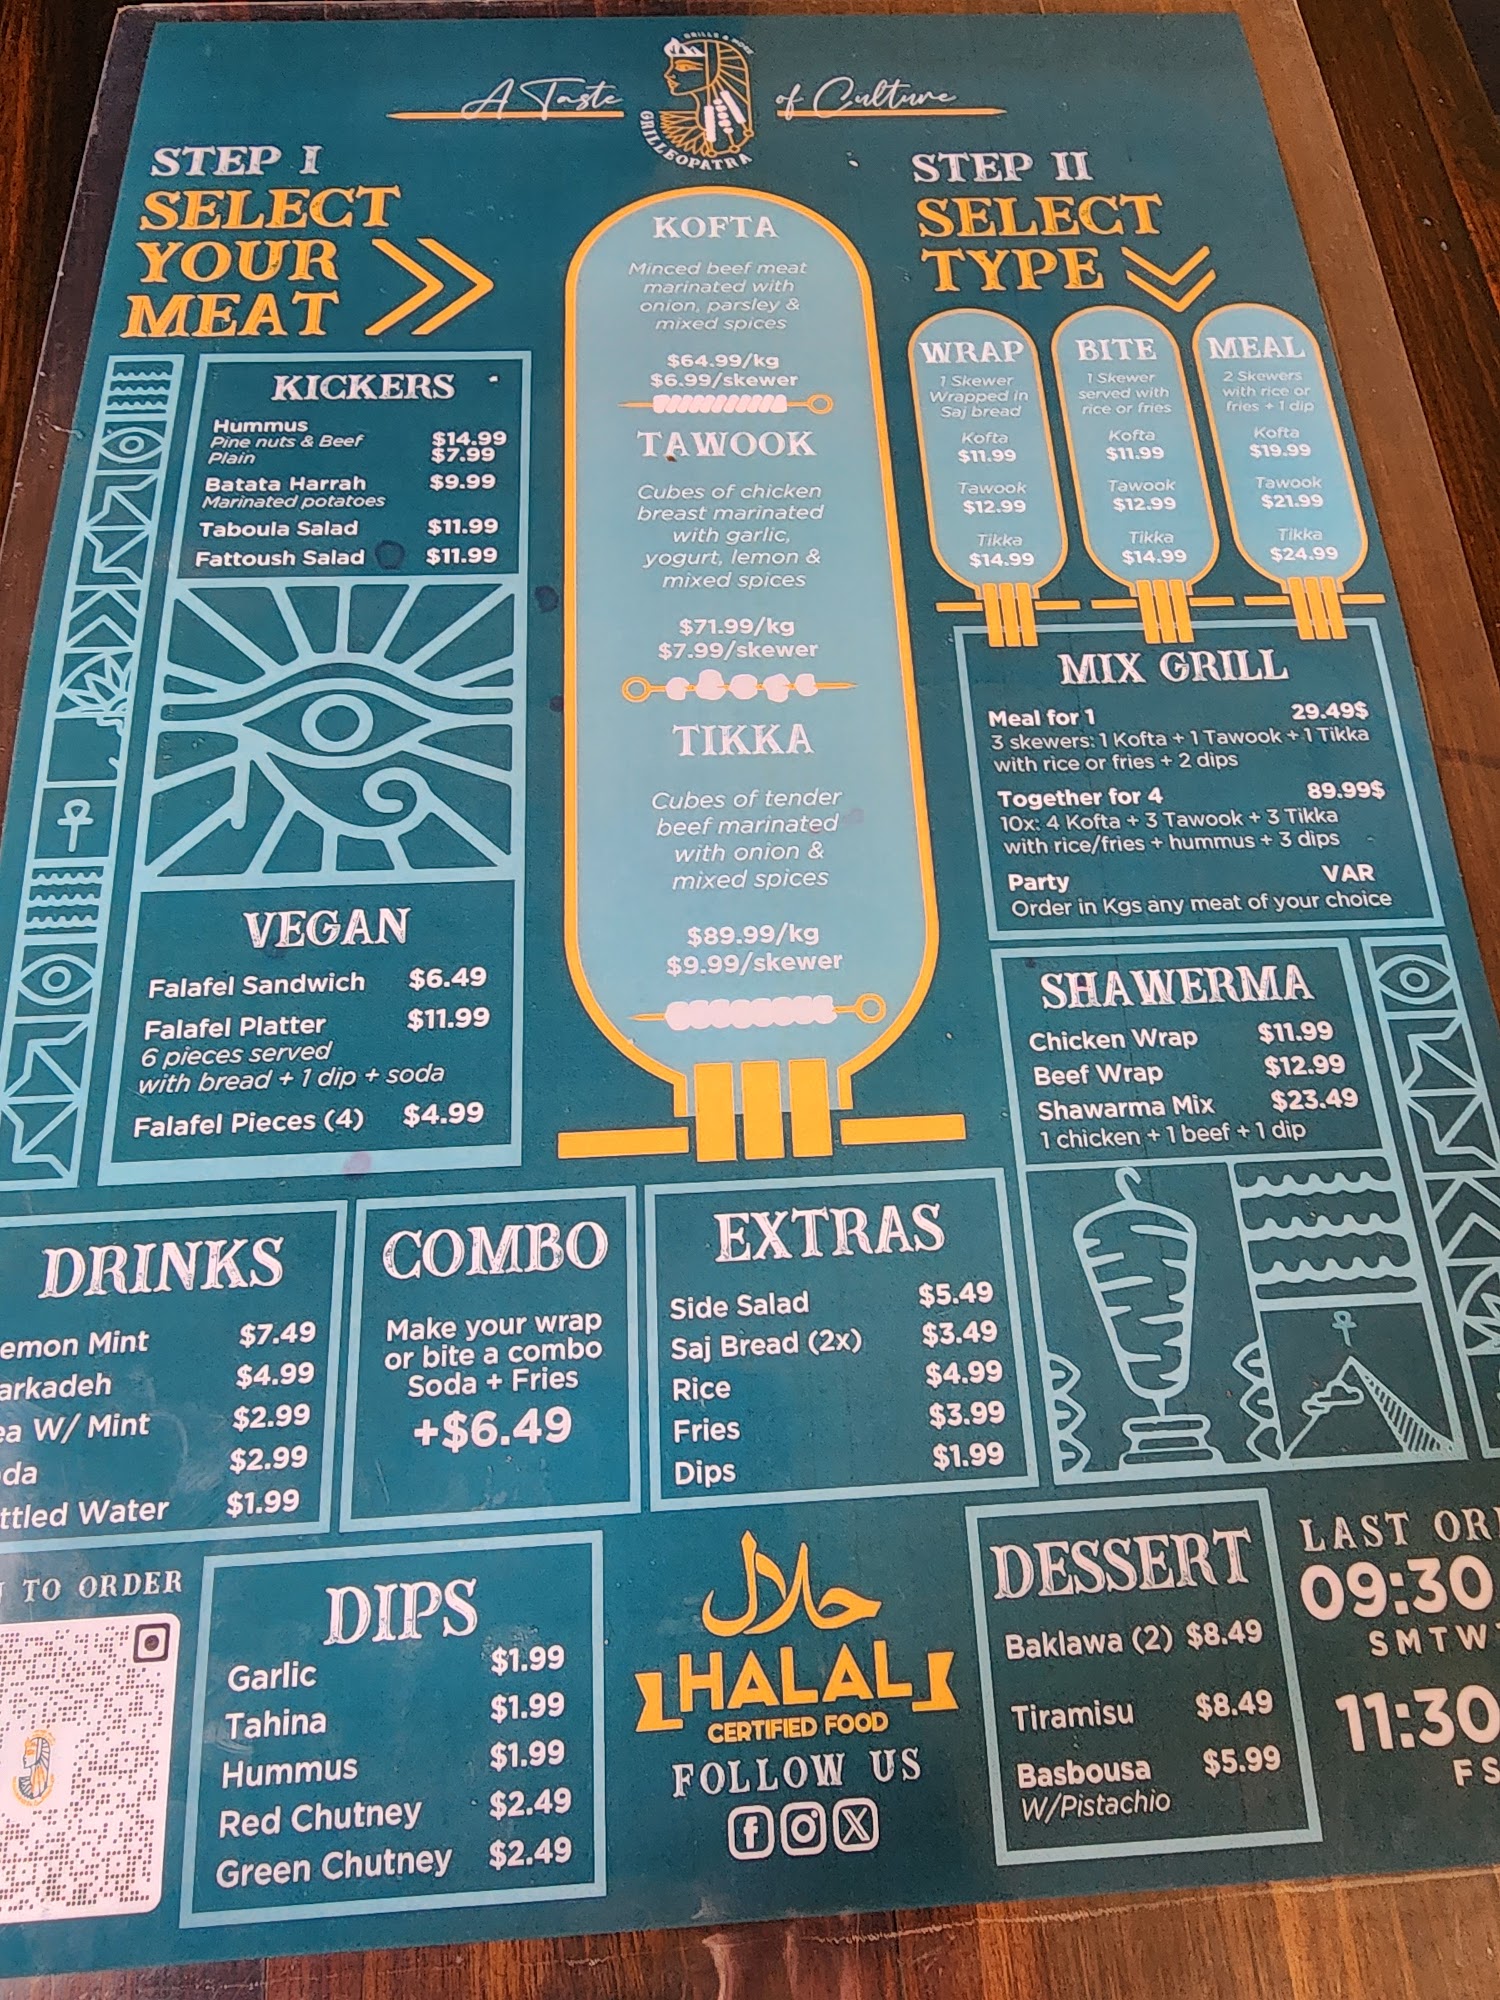 A Taste of Culture
GRILLS & MORE
GRILLEOPATRA
STEP I
SELECT
YOUR
MEAT
KICKERS
Hummus
Pine nuts & Beef $14.99
Plain $7.99
Batata Harrah $9.99
Marinated potatoes
Taboula Salad $11.99
Fattoush Salad $11.99
VEGAN
Falafel Sandwich $6.49
Falafel Platter $11.99
6 pieces served
with bread + 1 dip + soda
Falafel Pieces (4) $4.99
KOFTA
Minced beef meat
marinated with
onion, parsley &
mixed spices
$64.99/kg
$6.99/skewer
TAWOOK
Cubes of chicken
breast marinated
with garlic,
yogurt, lemon &
mixed spices
$71.99/kg
$7.99/skewer
TIKKA
Cubes of tender
beef marinated
with onion &
mixed spices
$89.99/kg
$9.99/skewer
STEP II
SELECT
TYPE
WRAP
1 Skewer
Wrapped in
Saj bread
Kofta
$11.99
Tawook
$12.99
Tikka
$14.99
BITE
1 Skewer
served with
rice or fries
Kofta
$11.99
Tawook
$12.99
Tikka
$14.99
MEAL
2 Skewers
with rice or
fries + 1 dip
Kofta
$19.99
Tawook
$21.99
Tikka
$24.99
MIX GRILL
Meal for 1 29.49$
3 skewers: 1 Kofta + 1 Tawook + 1 Tikka
with rice or fries + 2 dips
Together for 4 89.99$
10x: 4 Kofta + 3 Tawook + 3 Tikka
with rice/fries + hummus + 3 dips
Party VAR
Order in Kgs any meat of your choice
SHAWERMA
Chicken Wrap $11.99
Beef Wrap $12.99
Shawarma Mix $23.49
1 chicken + 1 beef + 1 dip
DRINKS
emon Mint $7.49
arkadeh $4.99
ea W/ Mint $2.99
da $2.99
ttled Water $1.99
COMBO
Make your wrap
or bite a combo
Soda + Fries
+$6.49
EXTRAS
Side Salad $5.49
Saj Bread (2x) $3.49
Rice $4.99
Fries $3.99
Dips $1.99
TO ORDER
DIPS
Garlic $1.99
Tahina $1.99
Hummus $1.99
Red Chutney $2.49
Green Chutney $2.49
حلال
HALAL
CERTIFIED FOOD
FOLLOW US
DESSERT
Baklawa (2) $8.49
Tiramisu $8.49
Basbousa $5.99
W/Pistachio
LAST OR
09:30
S M T W
11:30
F S